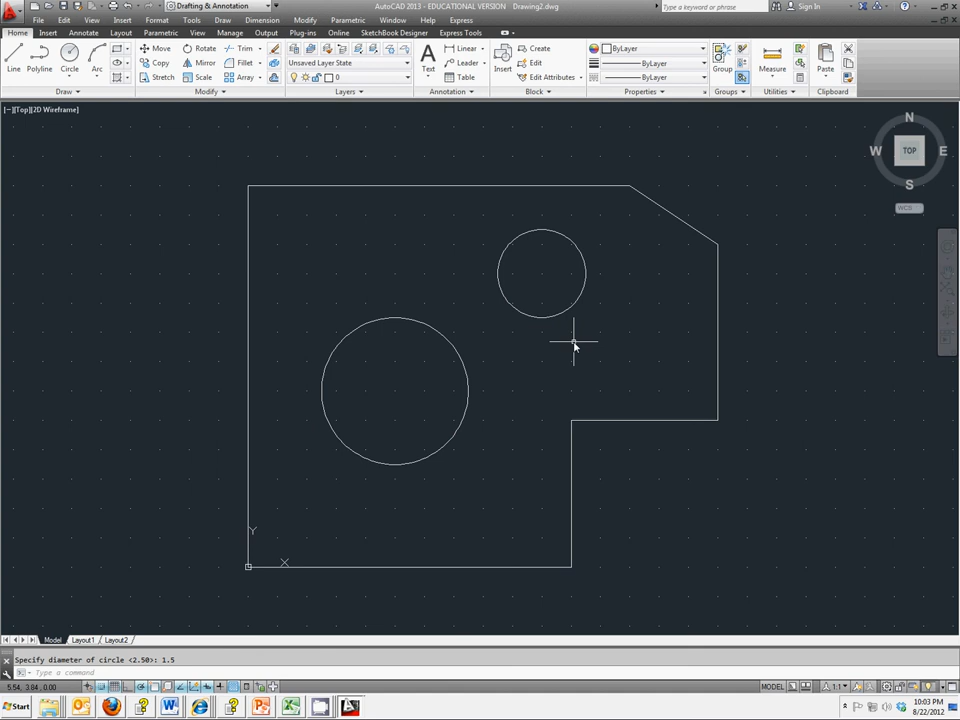 Drafting & Annotation
AutoCAD 2013 - EDUCATIONAL VERSION    Drawing2.dwg
Type a keyword or phrase
Sign In
File Edit View Insert Format Tools Draw Dimension Modify Parametric Window Help Express
Home Insert Annotate Layout Parametric View Manage Output Plug-ins Online SketchBook Designer Express Tools
Line Polyline Circle Arc
Move Rotate Trim
Copy Mirror Fillet
Stretch Scale Array
Unsaved Layer State
0
Text
Linear
Leader
Table
Insert
Create
Edit
Edit Attributes
ByLayer
ByLayer
ByLayer
Group
Measure
Paste
Draw Modify Layers Annotation Block Properties Groups Utilities Clipboard
[−][Top][2D Wireframe]
N
W TOP E
S
WCS
Y
X
Model Layout1 Layout2
Specify diameter of circle <2.50>: 1.5
Type a command
5.54, 3.84, 0.00
MODEL
1:1
Start
10:03 PM
8/22/2012